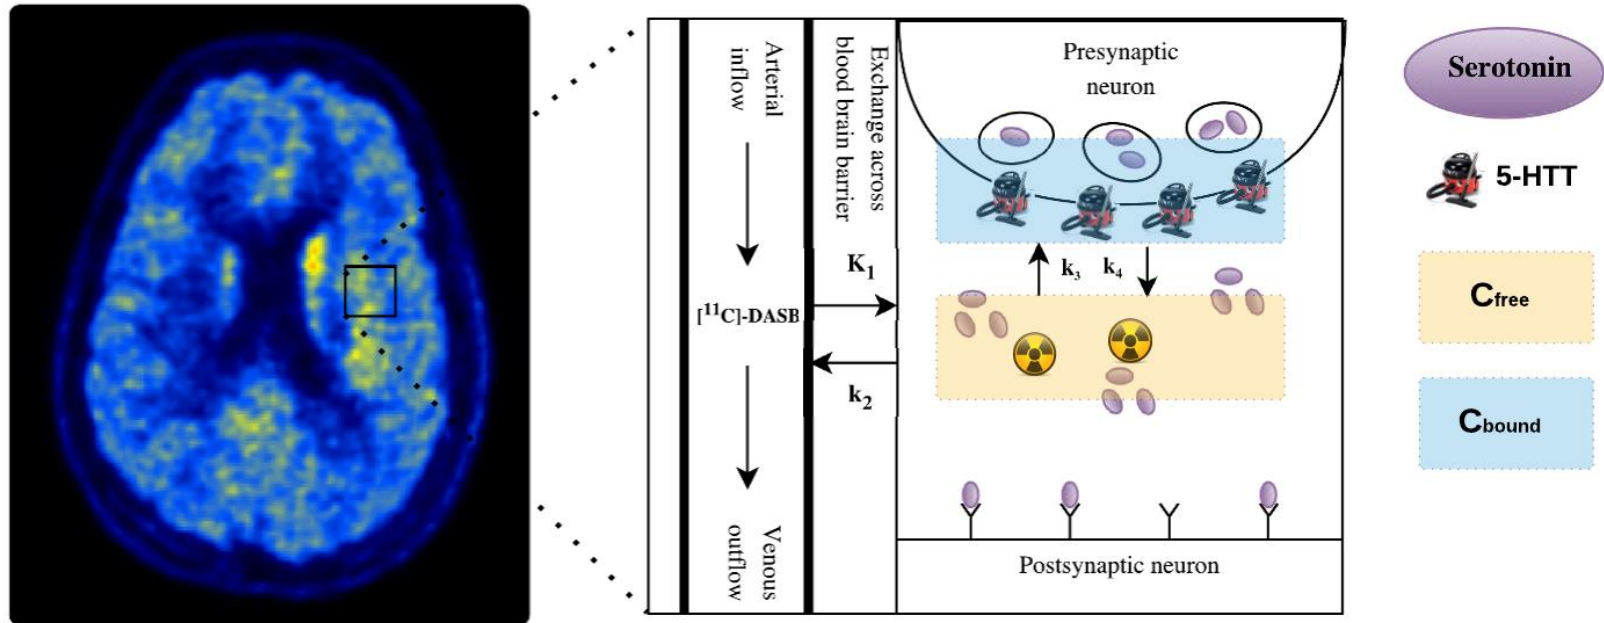 Arterial
inflow
[¹¹C]-DASB
Venous
outflow
Exchange across
blood brain barrier
K₁
k₂
Presynaptic
neuron
k₃
k₄
Postsynaptic neuron
Serotonin
5-HTT
Cfree
Cbound